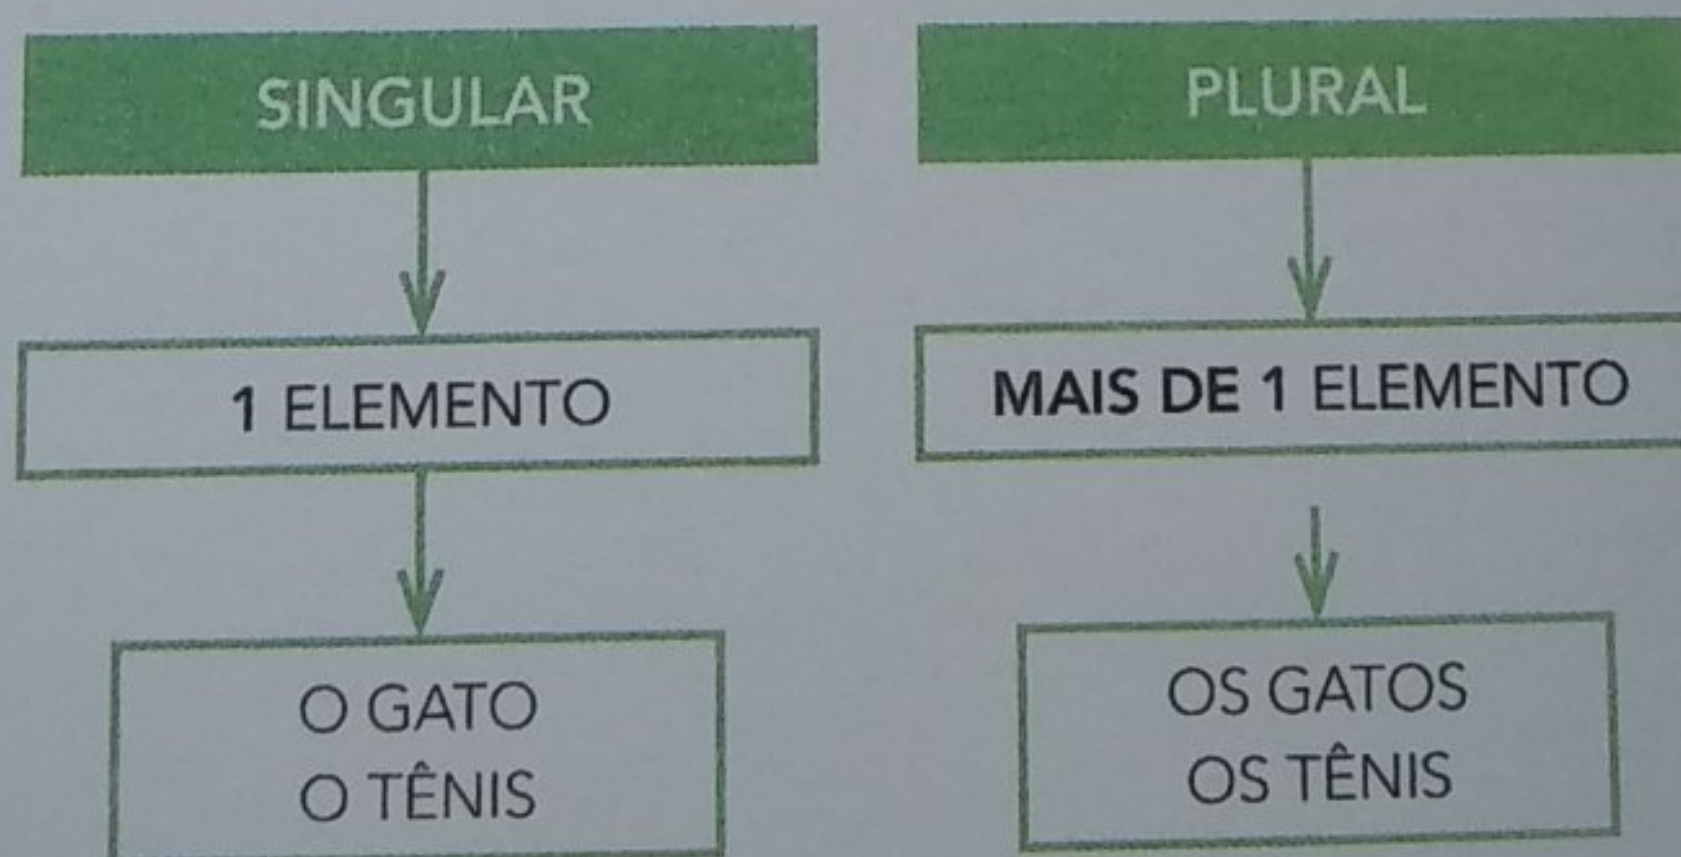 SINGULAR
PLURAL
1 ELEMENTO
MAIS DE 1 ELEMENTO
O GATO
O TÊNIS
OS GATOS
OS TÊNIS